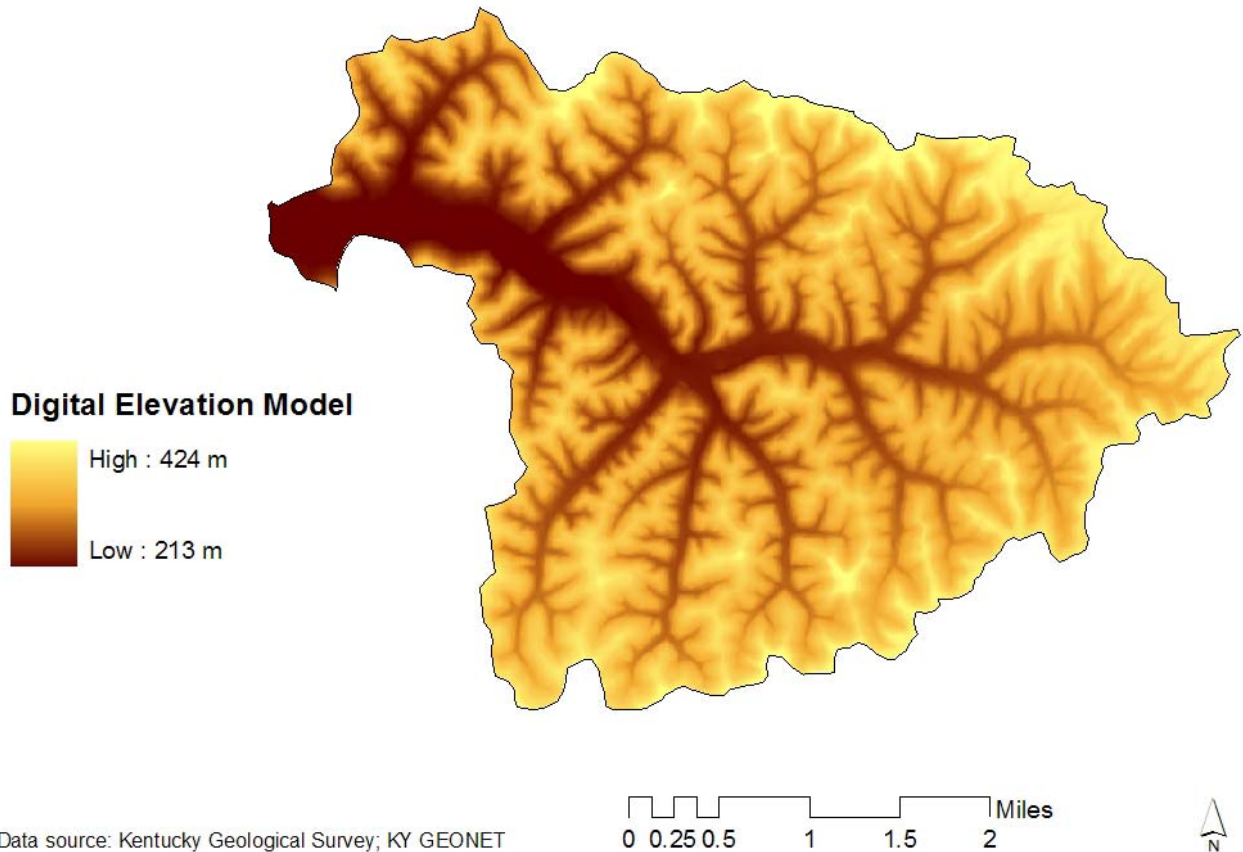 Digital Elevation Model
High : 424 m
Low : 213 m
Miles
0 0.25 0.5 1 1.5 2
Data source: Kentucky Geological Survey; KY GEONET
N